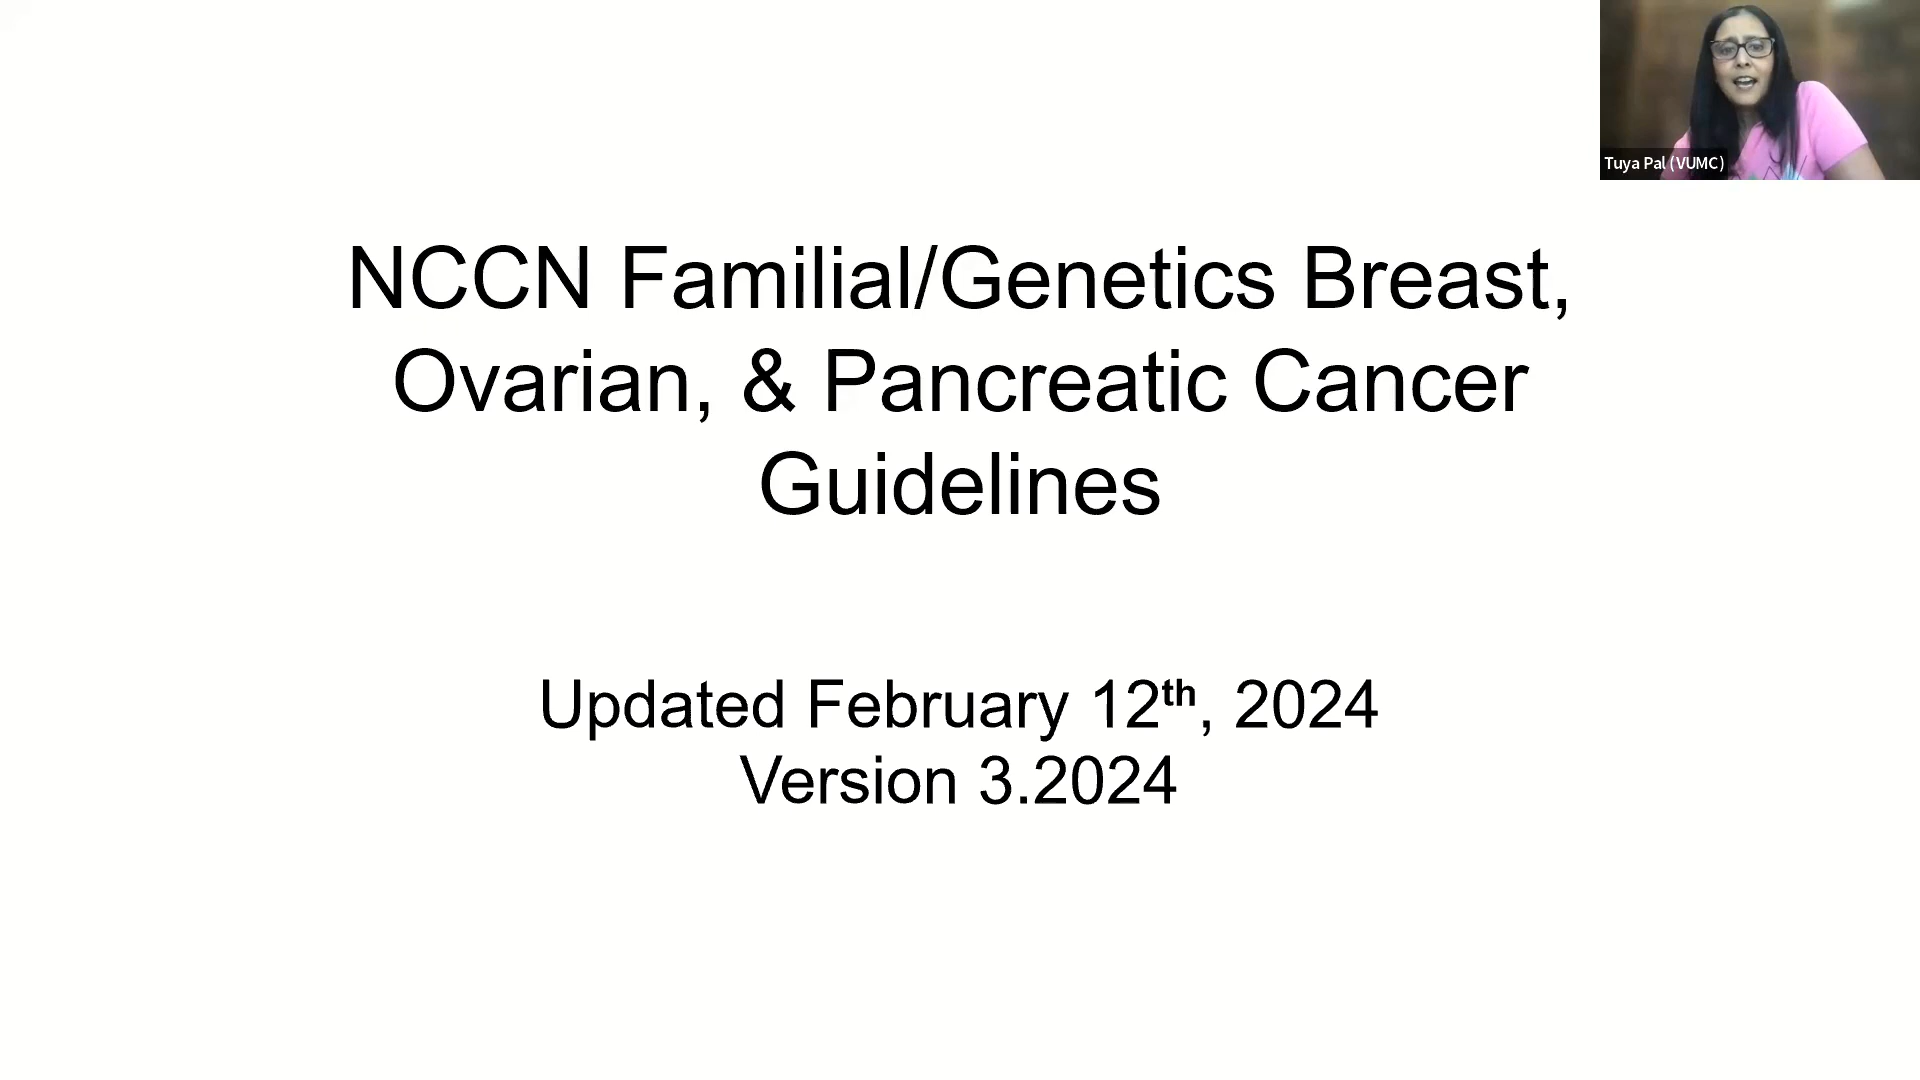 Tuya Pal (VUMC)
NCCN Familial/Genetics Breast,
Ovarian, & Pancreatic Cancer
Guidelines
Updated February 12th, 2024
Version 3.2024